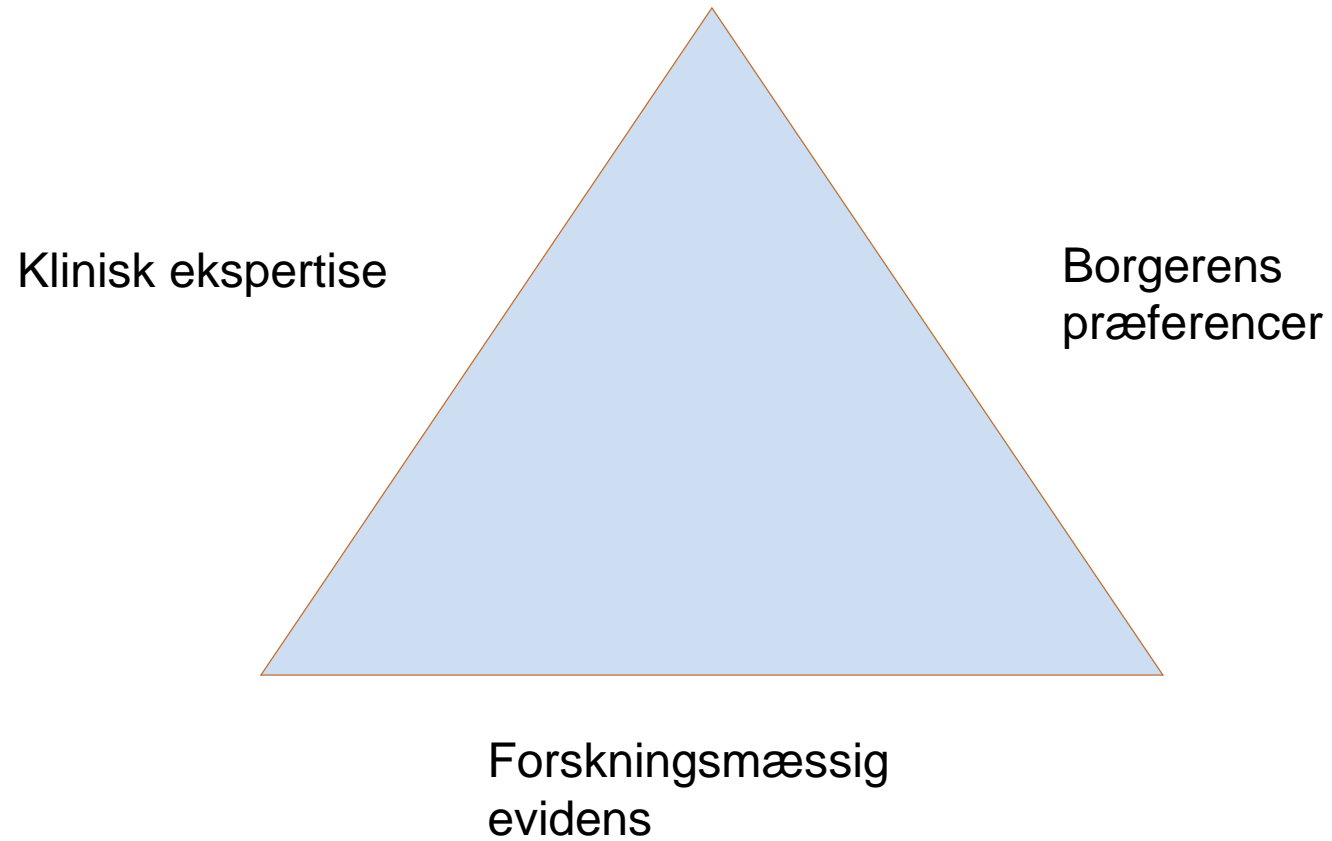 Klinisk ekspertise
Borgerens
præferencer
Forskningsmæssig
evidens